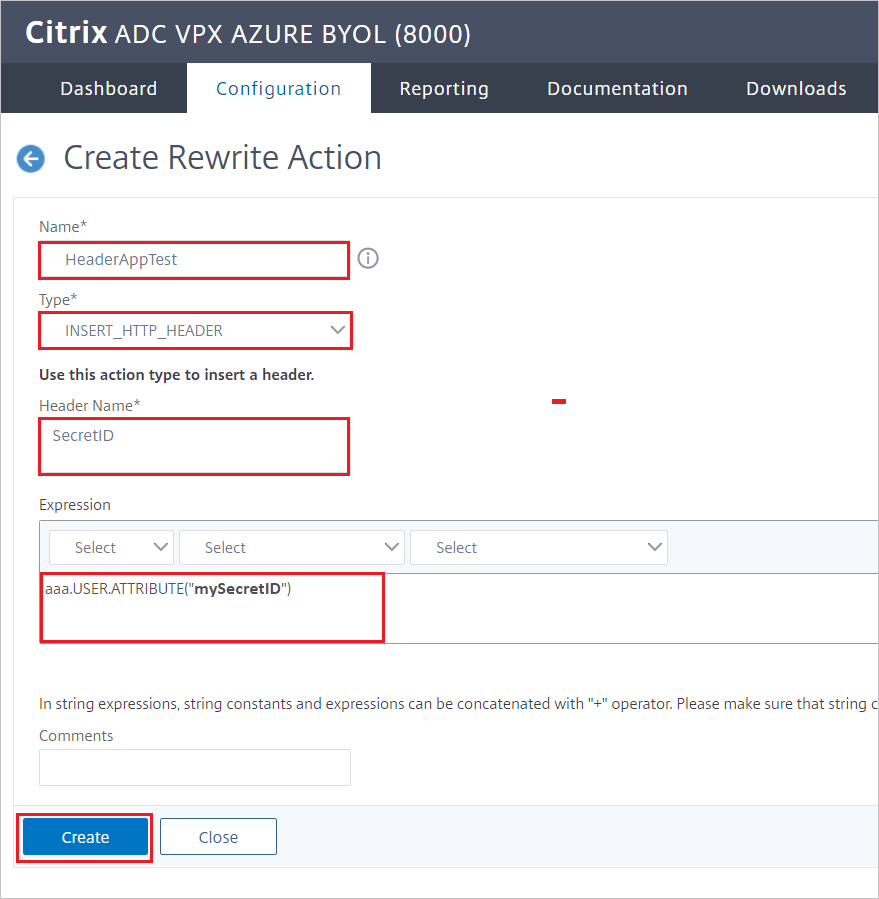 Citrix ADC VPX AZURE BYOL (8000)
Dashboard Configuration Reporting Documentation Downloads
Create Rewrite Action
Name*
HeaderAppTest
Type*
INSERT_HTTP_HEADER
Use this action type to insert a header.
Header Name*
SecretID
Expression
Select Select Select
aaa.USER.ATTRIBUTE("mySecretID")
In string expressions, string constants and expressions can be concatenated with "+" operator. Please make sure that string c
Comments
Create Close